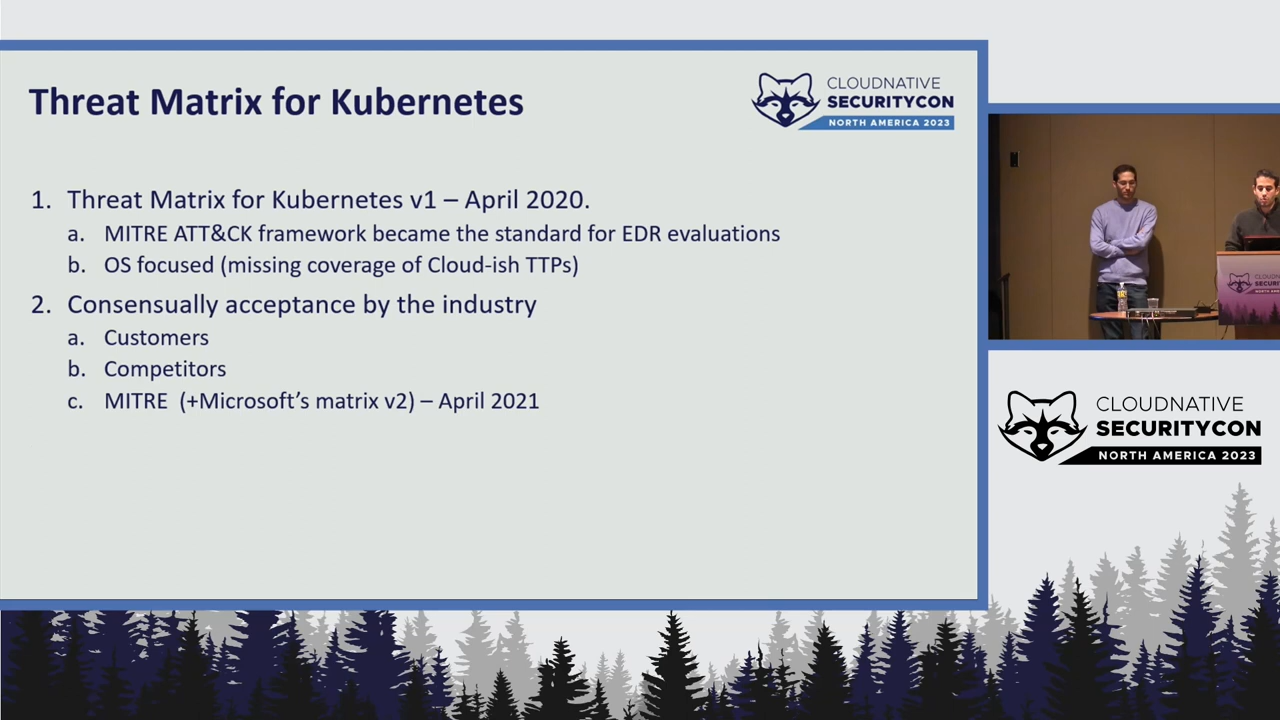 Threat Matrix for Kubernetes
CLOUDNATIVE
SECURITYCON
NORTH AMERICA 2023
1. Threat Matrix for Kubernetes v1 – April 2020.
a. MITRE ATT&CK framework became the standard for EDR evaluations
b. OS focused (missing coverage of Cloud-ish TTPs)
2. Consensually acceptance by the industry
a. Customers
b. Competitors
c. MITRE (+Microsoft’s matrix v2) – April 2021
CLOUDNATIVE
SECURITYCON
NORTH AMERICA 2023